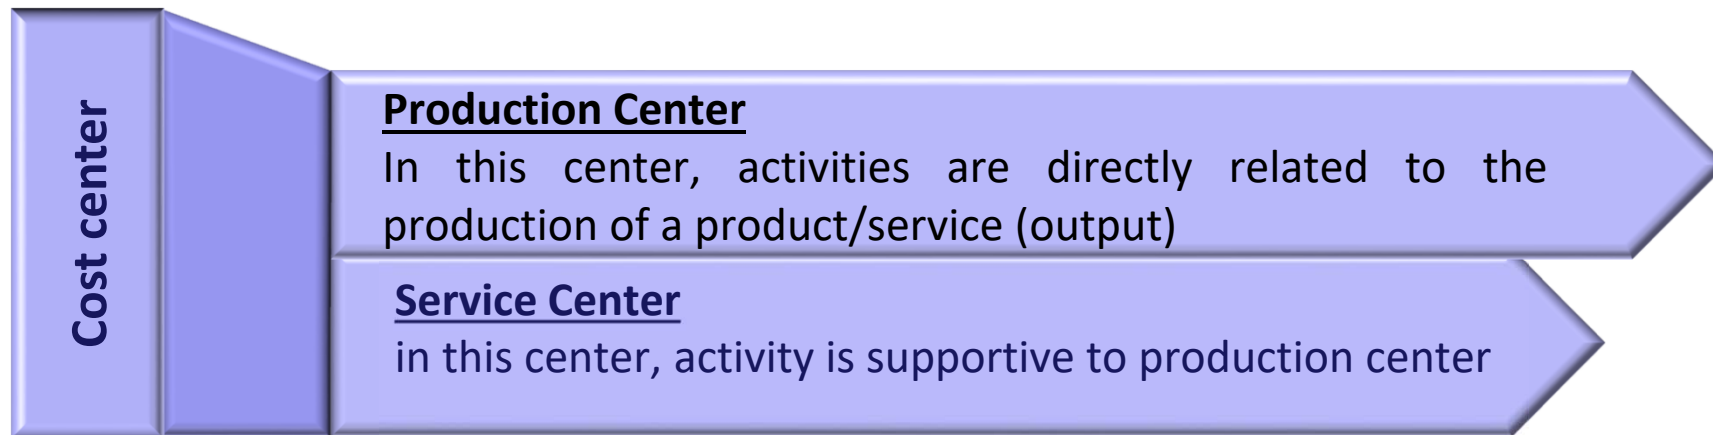 Cost center
Production Center
In this center, activities are directly related to the
production of a product/service (output)
Service Center
in this center, activity is supportive to production center